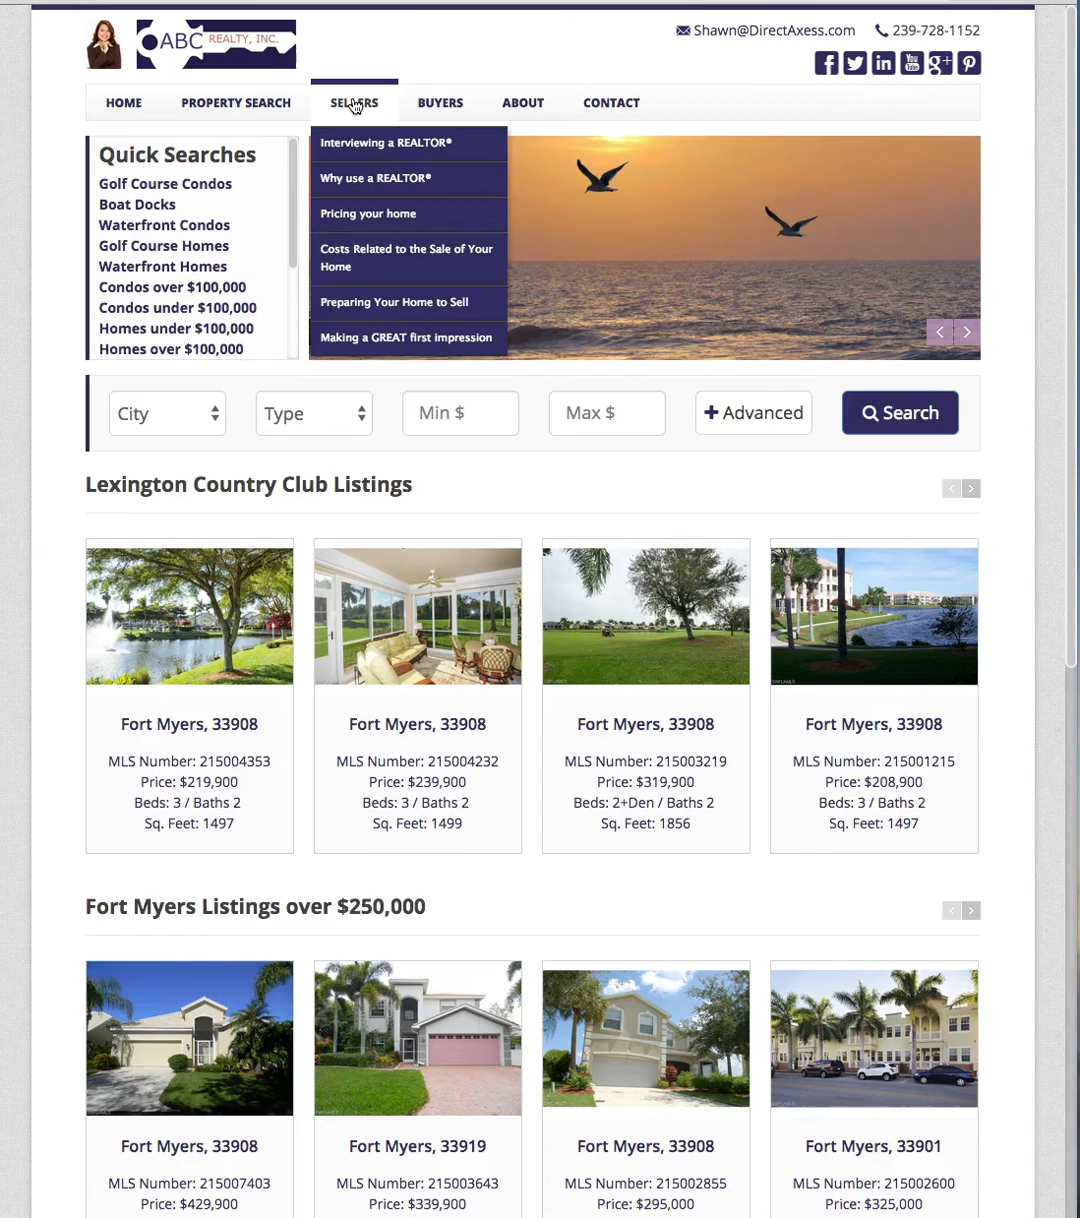 ABC REALTY, INC.
Shawn@DirectAxess.com 239-728-1152
HOME PROPERTY SEARCH SELLERS BUYERS ABOUT CONTACT
Quick Searches
Golf Course Condos
Boat Docks
Waterfront Condos
Golf Course Homes
Waterfront Homes
Condos over $100,000
Condos under $100,000
Homes under $100,000
Homes over $100,000
Interviewing a REALTOR®
Why use a REALTOR®
Pricing your home
Costs Related to the Sale of Your
Home
Preparing Your Home to Sell
Making a GREAT first impression
City Type Min $ Max $ Advanced Search
Lexington Country Club Listings
Fort Myers, 33908
MLS Number: 215004353
Price: $219,900
Beds: 3 / Baths 2
Sq. Feet: 1497
Fort Myers, 33908
MLS Number: 215004232
Price: $239,900
Beds: 3 / Baths 2
Sq. Feet: 1499
Fort Myers, 33908
MLS Number: 215003219
Price: $319,900
Beds: 2+Den / Baths 2
Sq. Feet: 1856
Fort Myers, 33908
MLS Number: 215001215
Price: $208,900
Beds: 3 / Baths 2
Sq. Feet: 1497
Fort Myers Listings over $250,000
Fort Myers, 33908
MLS Number: 215007403
Price: $429,900
Fort Myers, 33919
MLS Number: 215003643
Price: $339,900
Fort Myers, 33908
MLS Number: 215002855
Price: $295,000
Fort Myers, 33901
MLS Number: 215002600
Price: $325,000